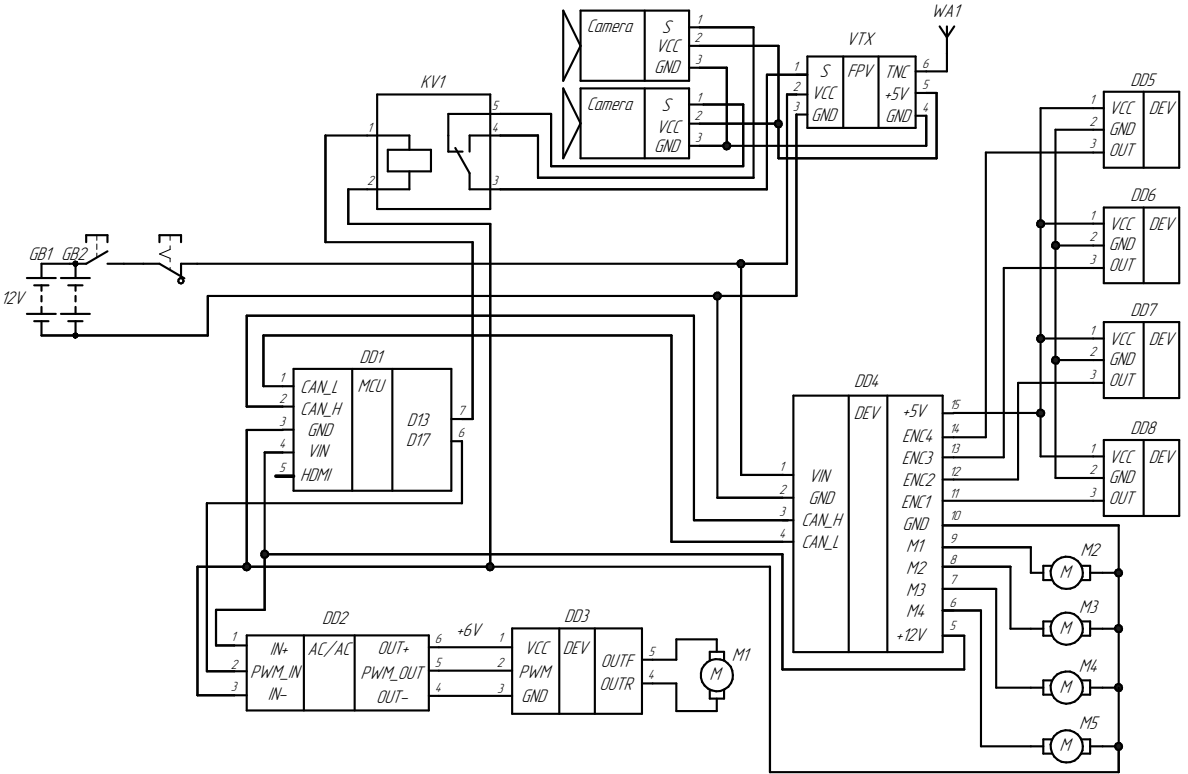 WA1
Camera S 1
VCC 2
GND 3
Camera S 1
VCC 2
GND 3
VTX
1 S FPV TNC 6
2 VCC +5V 5
3 GND GND 4
KV1
1
2
5
4
3
DD5
1 VCC DEV
2 GND
3 OUT
DD6
1 VCC DEV
2 GND
3 OUT
DD7
1 VCC DEV
2 GND
3 OUT
DD8
1 VCC DEV
2 GND
3 OUT
GB1 GB2
12V
DD1
1 CAN_L MCU
2 CAN_H D13 7
3 GND D17 6
4 VIN
5 HDMI
DD4
DEV +5V 15
ENC4 14
ENC3 13
1 VIN ENC2 12
2 GND ENC1 11
3 CAN_H GND 10
4 CAN_L M1 9
M2 8
M3 7
M4 6
+12V 5
DD2
1 IN+ AC/AC OUT+ 6
2 PWM_IN PWM_OUT 5
3 IN- OUT- 4
+6V
DD3
1 VCC DEV OUTF 5
2 PWM OUTR 4
3 GND
M M1
M M2
M M3
M M4
M M5